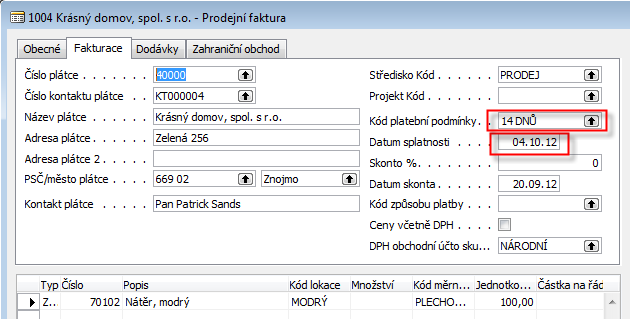 1004 Krásný domov, spol. s r.o. - Prodejní faktura
Obecné Fakturace Dodávky Zahraniční obchod
Číslo plátce . . . . . . . 40000
Číslo kontaktu plátce . . KT000004
Název plátce . . . . . . . Krásný domov, spol. s r.o.
Adresa plátce . . . . . . Zelená 256
Adresa plátce 2 . . . . .
PSČ/město plátce . . . . 669 02 Znojmo
Kontakt plátce . . . . . . Pan Patrick Sands
Středisko Kód . . . . . . PRODEJ
Projekt Kód . . . . . . .
Kód platební podmínky. . 14 DNŮ
Datum splatnosti . . . . 04.10.12
Skonto %. . . . . . . . . 0
Datum skonta . . . . . . 20.09.12
Kód způsobu platby . . .
Ceny včetně DPH . . . .
DPH obchodní účto sku... NÁRODNÍ
Typ Číslo Popis Kód lokace Množství Kód měrn... Jednotko... Částka na řád
Z... 70102 Nátěr, modrý MODRÝ PLECHO... 100,00